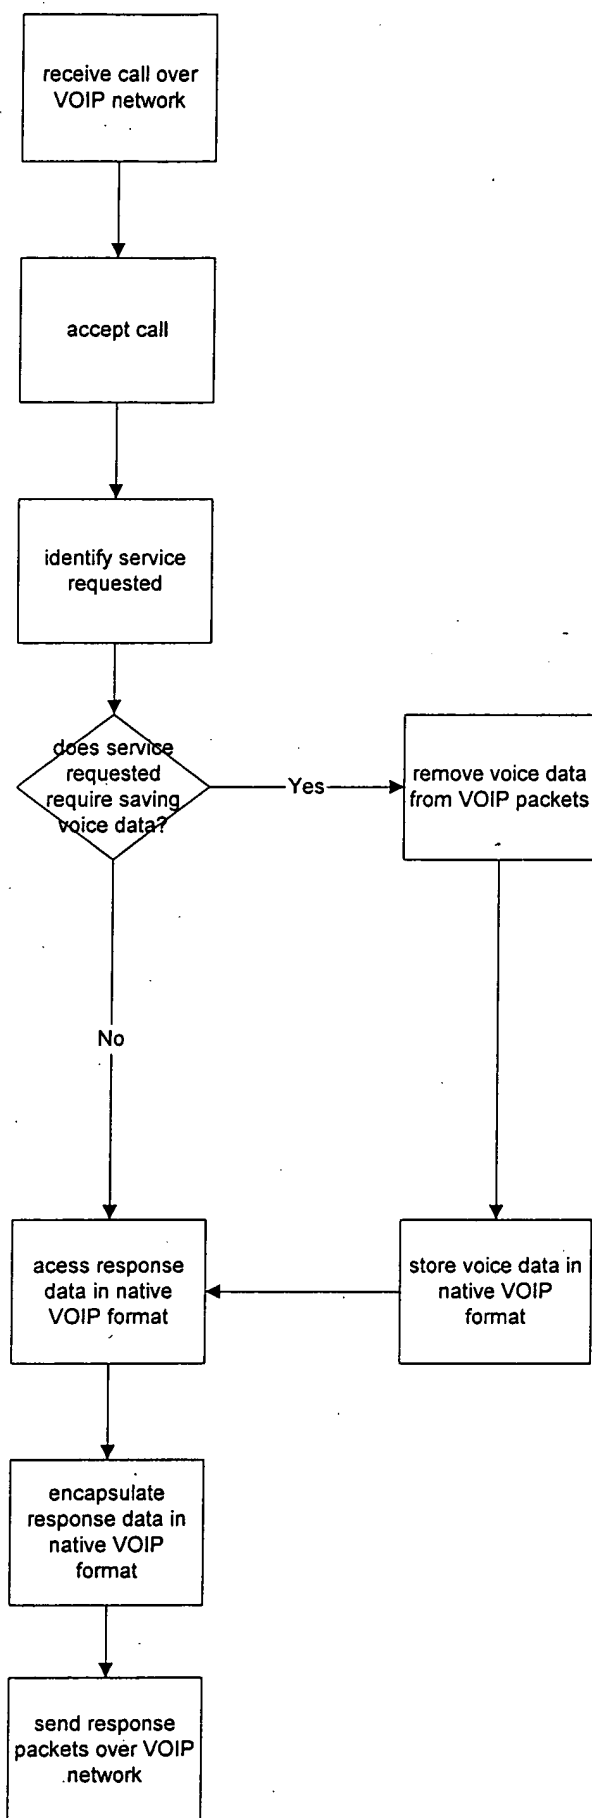 receive call over
VOIP network
accept call
identify service
requested
does service
requested
require saving
voice data?
Yes
remove voice data
from VOIP packets
No
acess response
data in native
VOIP format
store voice data in
native VOIP
format
encapsulate
response data in
native VOIP
format
send response
packets over VOIP
network